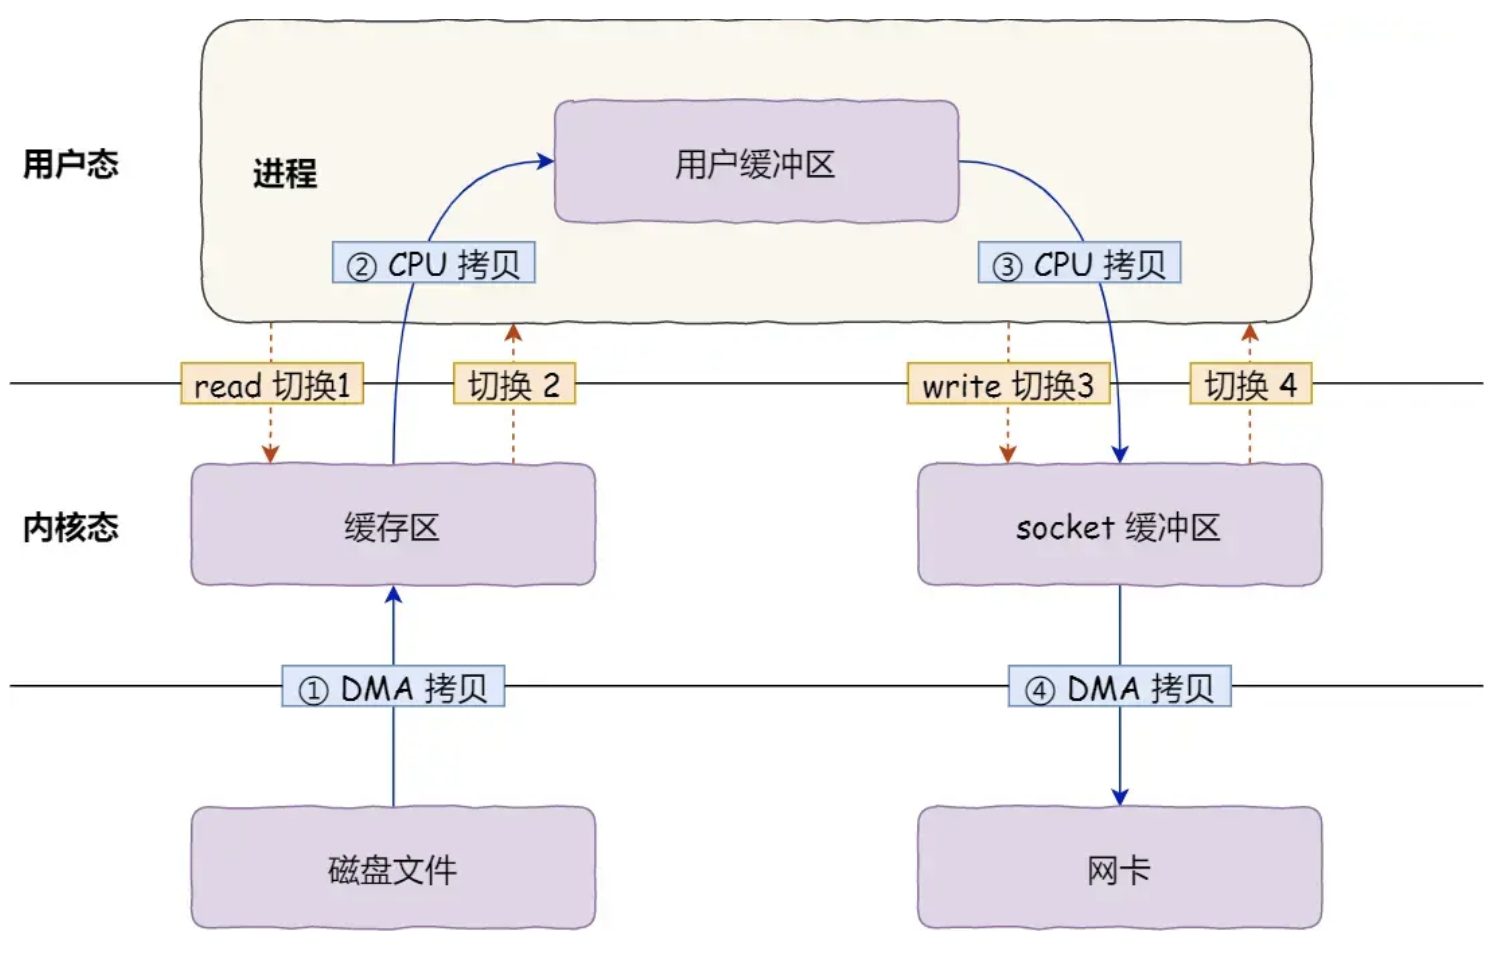 用户态
进程
用户缓冲区
② CPU 拷贝
③ CPU 拷贝
read 切换1
切换 2
write 切换3
切换 4
内核态
缓存区
socket 缓冲区
① DMA 拷贝
④ DMA 拷贝
磁盘文件
网卡